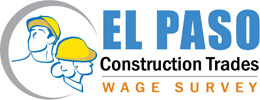 EL PASO
Construction Trades
WAGE SURVEY